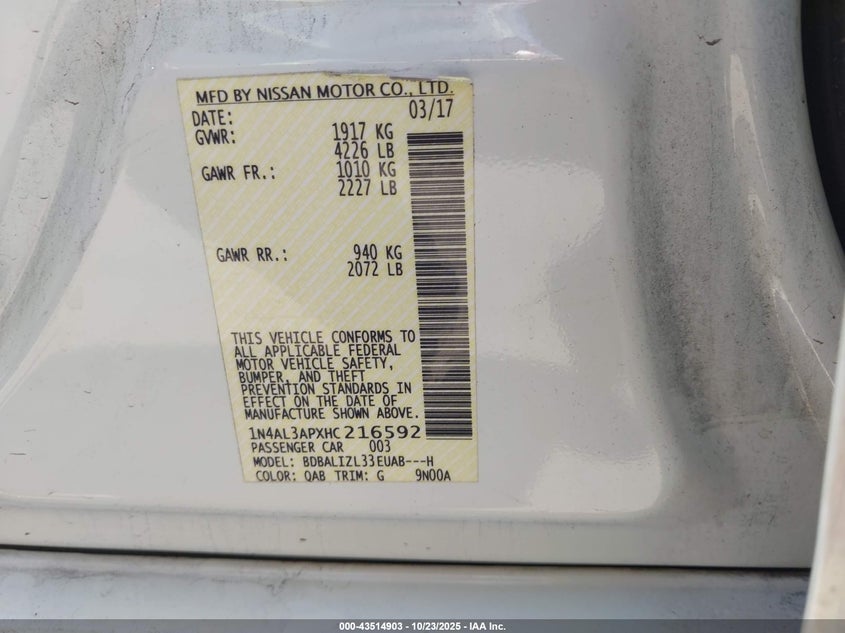 MFD BY NISSAN MOTOR CO., LTD.
DATE: 03/17
GVWR: 1917 KG
4226 LB
GAWR FR.: 1010 KG
2227 LB
GAWR RR.: 940 KG
2072 LB
THIS VEHICLE CONFORMS TO
ALL APPLICABLE FEDERAL
MOTOR VEHICLE SAFETY,
BUMPER, AND THEFT
PREVENTION STANDARDS IN
EFFECT ON THE DATE OF
MANUFACTURE SHOWN ABOVE.
1N4AL3APXHC216592
PASSENGER CAR 003
MODEL: BDBALIZL33EUAB---H
COLOR: QAB TRIM: G 9N00A
000-43514903 - 10/23/2025 - IAA Inc.